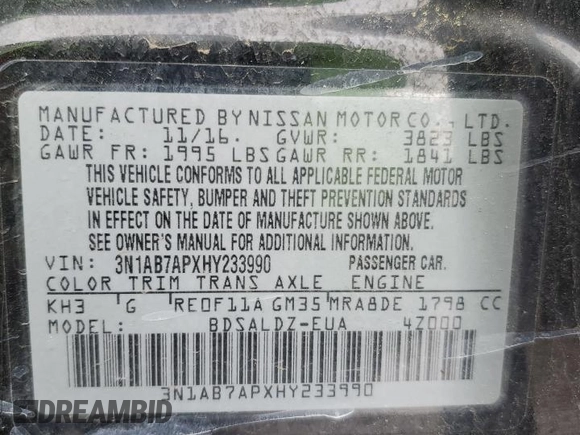 MANUFACTURED BY NISSAN MOTOR CO., LTD.
DATE: 11/16. GVWR: 3823 LBS
GAWR FR: 1995 LBS GAWR RR: 1841 LBS
THIS VEHICLE CONFORMS TO ALL APPLICABLE FEDERAL MOTOR
VEHICLE SAFETY, BUMPER AND THEFT PREVENTION STANDARDS
IN EFFECT ON THE DATE OF MANUFACTURE SHOWN ABOVE.
SEE OWNER'S MANUAL FOR ADDITIONAL INFORMATION.
VIN: 3N1AB7APXHY233990 PASSENGER CAR.
COLOR TRIM TRANS AXLE ENGINE
KH3 G RE0F11A GM35 MRA8DE 1798 CC
MODEL: BDSALDZ-EUA 4Z000
3N1AB7APXHY233990
DREAMBID